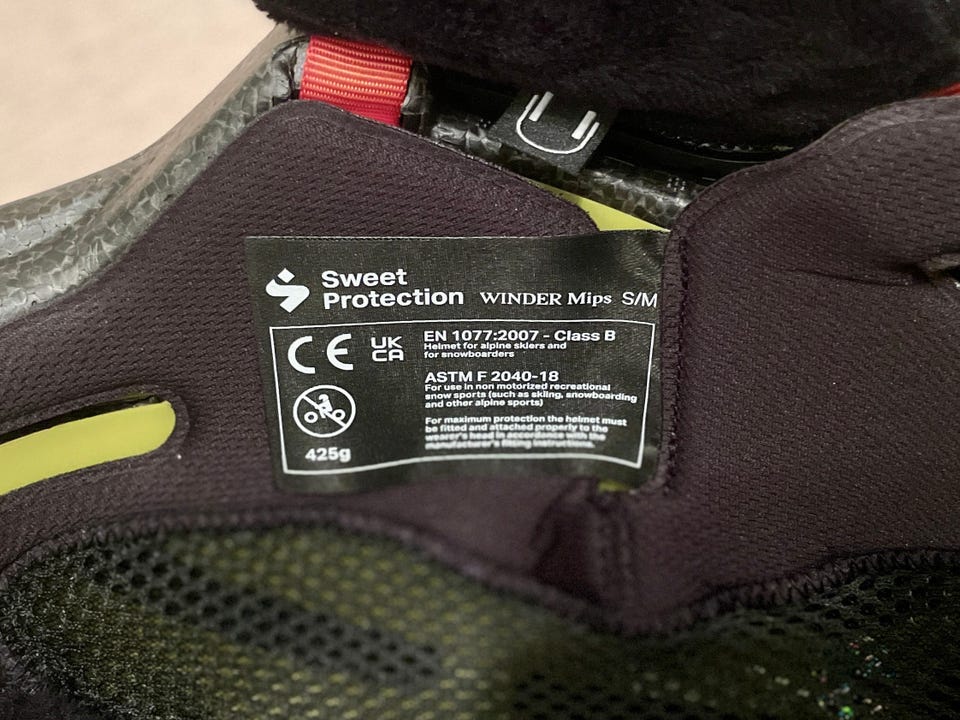 Sweet
Protection WINDER Mips S/M
CE UK
CA
EN 1077:2007 - Class B
Helmet for alpine skiers and
for snowboarders
ASTM F 2040-18
For use in non motorized recreational
snow sports (such as skiing, snowboarding
and other alpine sports)
For maximum protection the helmet must
be fitted and attached properly to the
wearer's head in accordance with the
manufacturer's fitting instructions.
425g